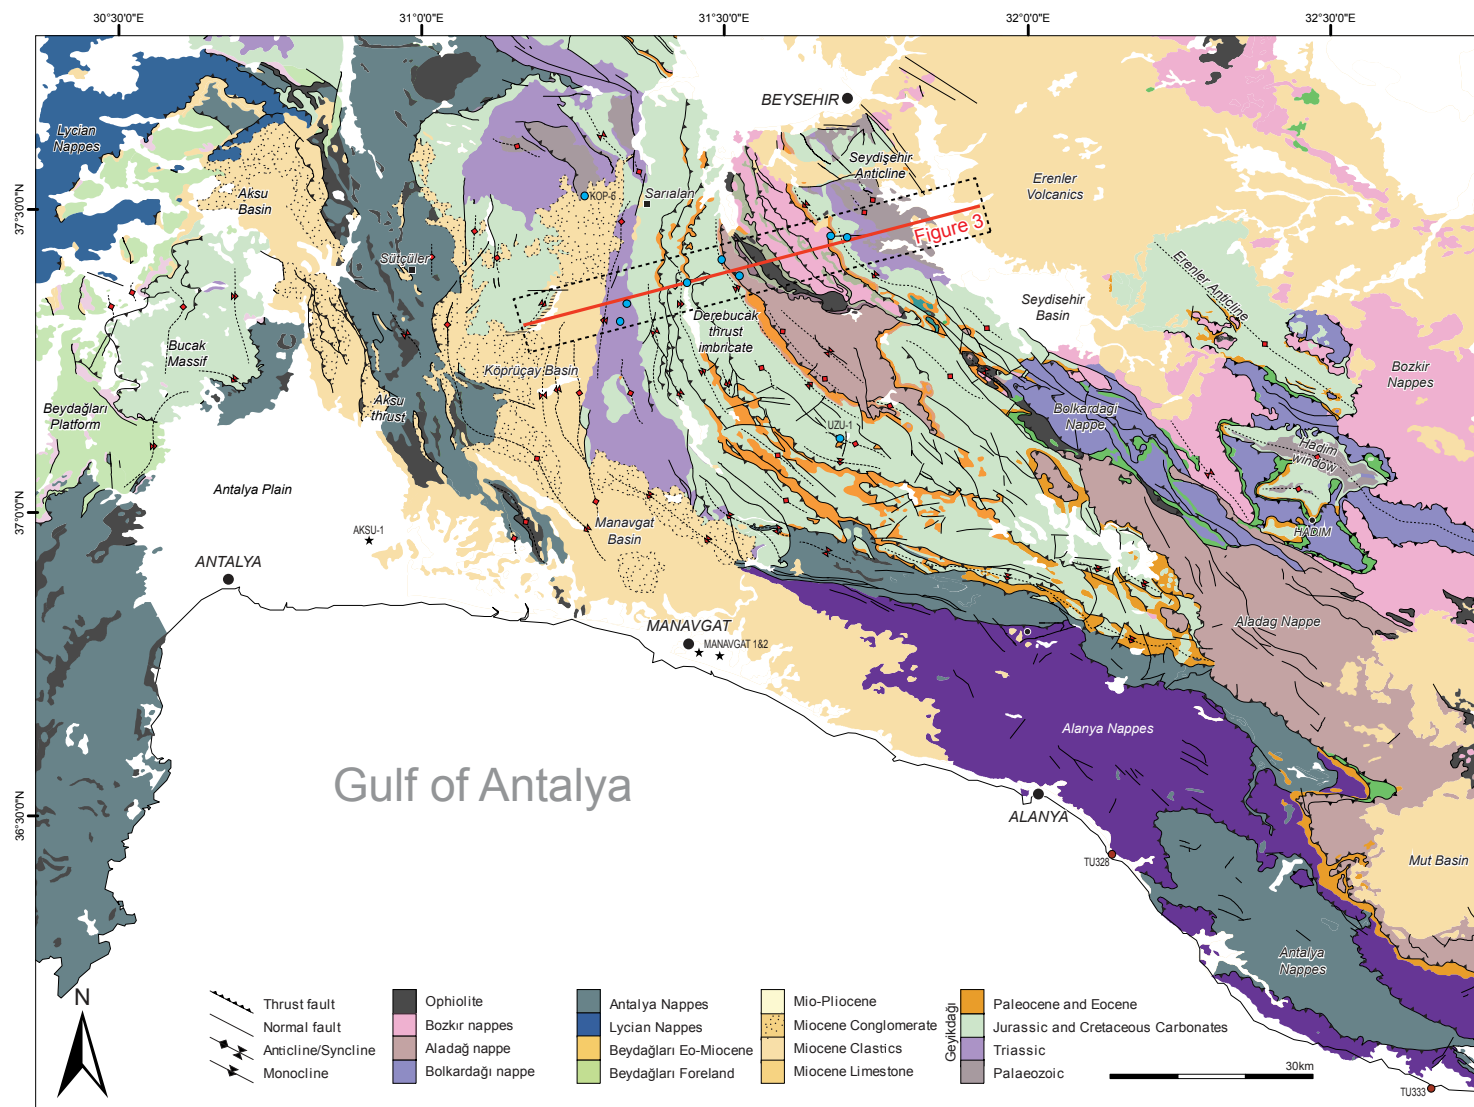 30°30'0"E
31°0'0"E
31°30'0"E
32°0'0"E
32°30'0"E
37°30'0"N
37°0'0"N
36°30'0"N
BEYSEHIR
Lycian
Nappes
Seydişehir
Anticline
Erenler
Volcanics
Aksu
Basin
KOP-6
Sarıalan
Figure 3
Sütçüler
Erenler Anticline
Seydisehir
Basin
Derebucak
thrust
imbricate
Bucak
Massif
Köprüçay Basin
Bozkir
Nappes
Beydağları
Platform
Aksu
thrust
Bolkardagi
Nappe
UZU-1
Hadim
window
Antalya Plain
AKSU-1
Manavgat
Basin
HADIM
ANTALYA
MANAVGAT
MANAVGAT 1&2
Aladag Nappe
Alanya Nappes
Gulf of Antalya
ALANYA
TU328
Mut Basin
Antalya
Nappes
TU333
N
Thrust fault
Normal fault
Anticline/Syncline
Monocline
Ophiolite
Bozkır nappes
Aladağ nappe
Bolkardağı nappe
Antalya Nappes
Lycian Nappes
Beydağları Eo-Miocene
Beydağları Foreland
Mio-Pliocene
Miocene Conglomerate
Miocene Clastics
Miocene Limestone
Geyikdağı
Paleocene and Eocene
Jurassic and Cretaceous Carbonates
Triassic
Palaeozoic
30km